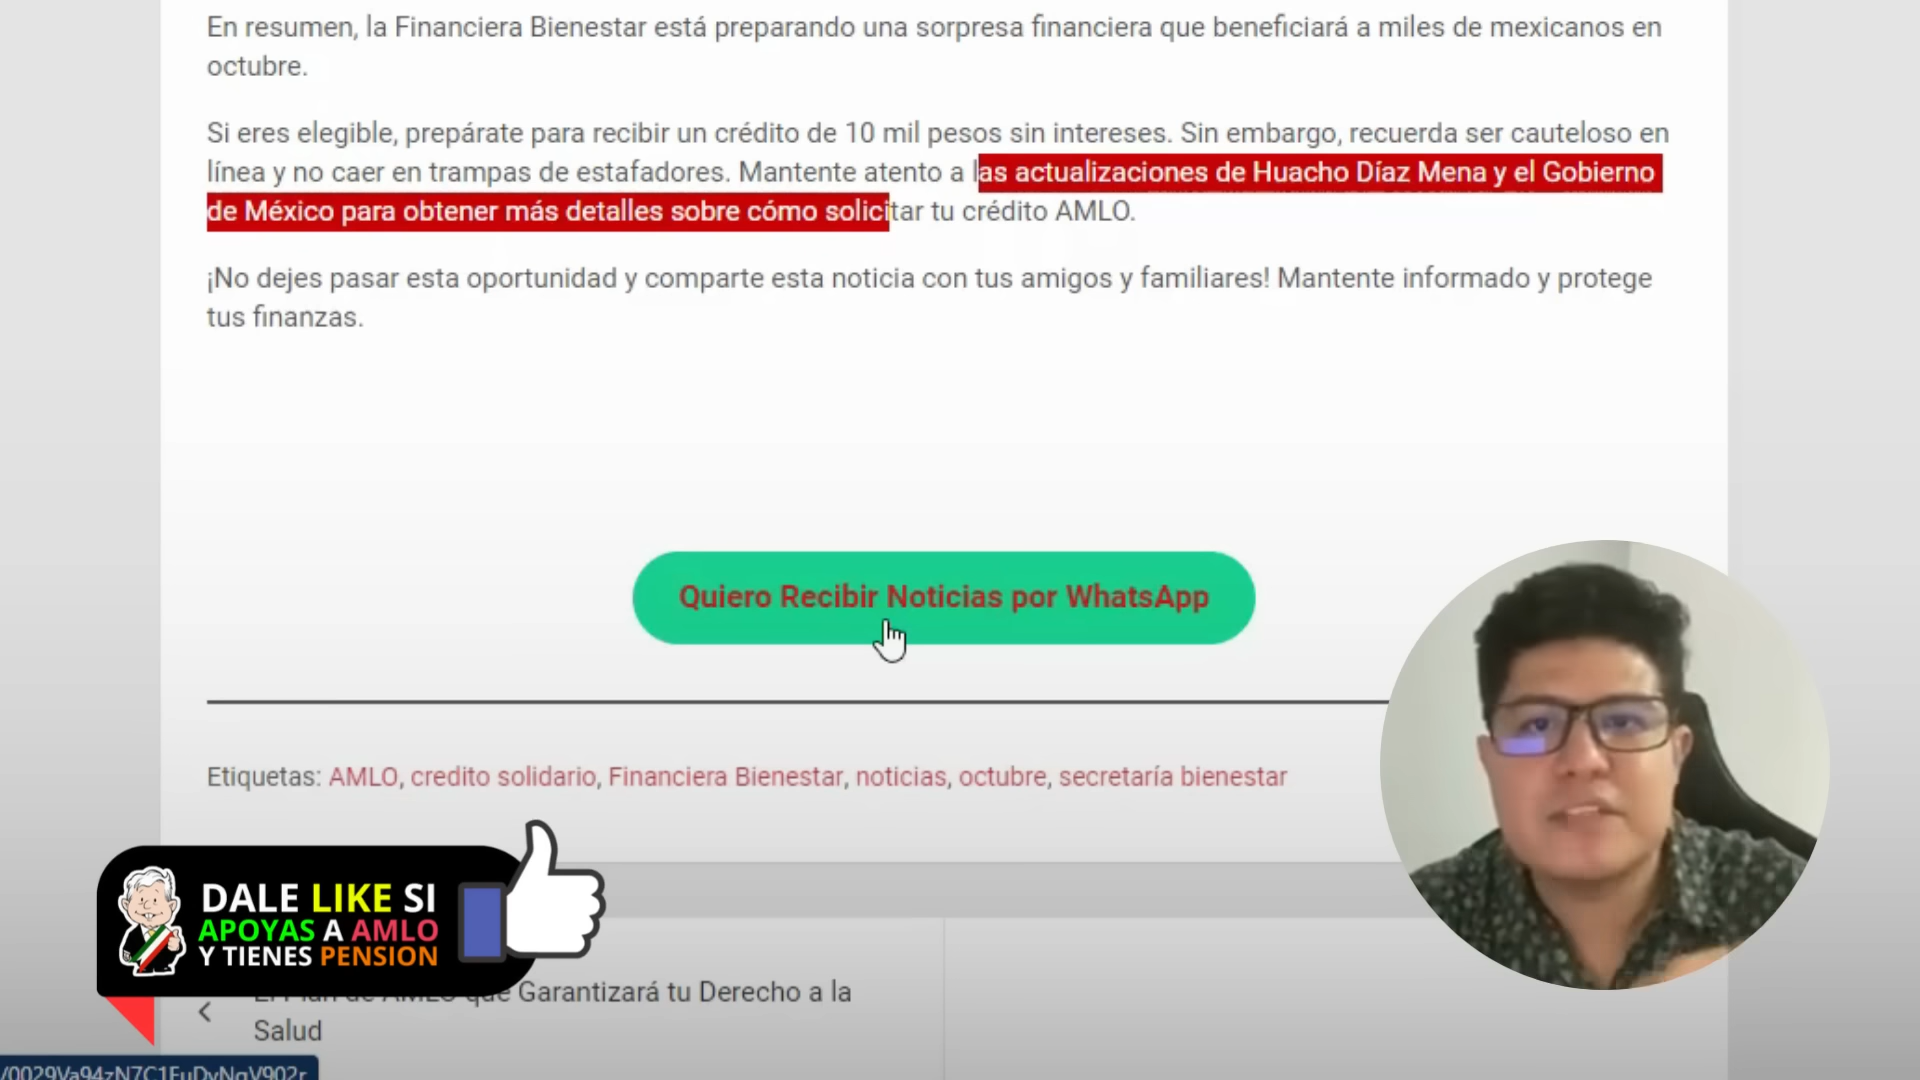 En resumen, la Financiera Bienestar está preparando una sorpresa financiera que beneficiará a miles de mexicanos en
octubre.
Si eres elegible, prepárate para recibir un crédito de 10 mil pesos sin intereses. Sin embargo, recuerda ser cauteloso en
línea y no caer en trampas de estafadores. Mantente atento a las actualizaciones de Huacho Díaz Mena y el Gobierno
de México para obtener más detalles sobre cómo solicitar tu crédito AMLO.
¡No dejes pasar esta oportunidad y comparte esta noticia con tus amigos y familiares! Mantente informado y protege
tus finanzas.
Quiero Recibir Noticias por WhatsApp
Etiquetas: AMLO, credito solidario, Financiera Bienestar, noticias, octubre, secretaría bienestar
DALE LIKE SI
APOYAS A AMLO
Y TIENES PENSION
El Plan de AMLO que Garantizará tu Derecho a la
Salud